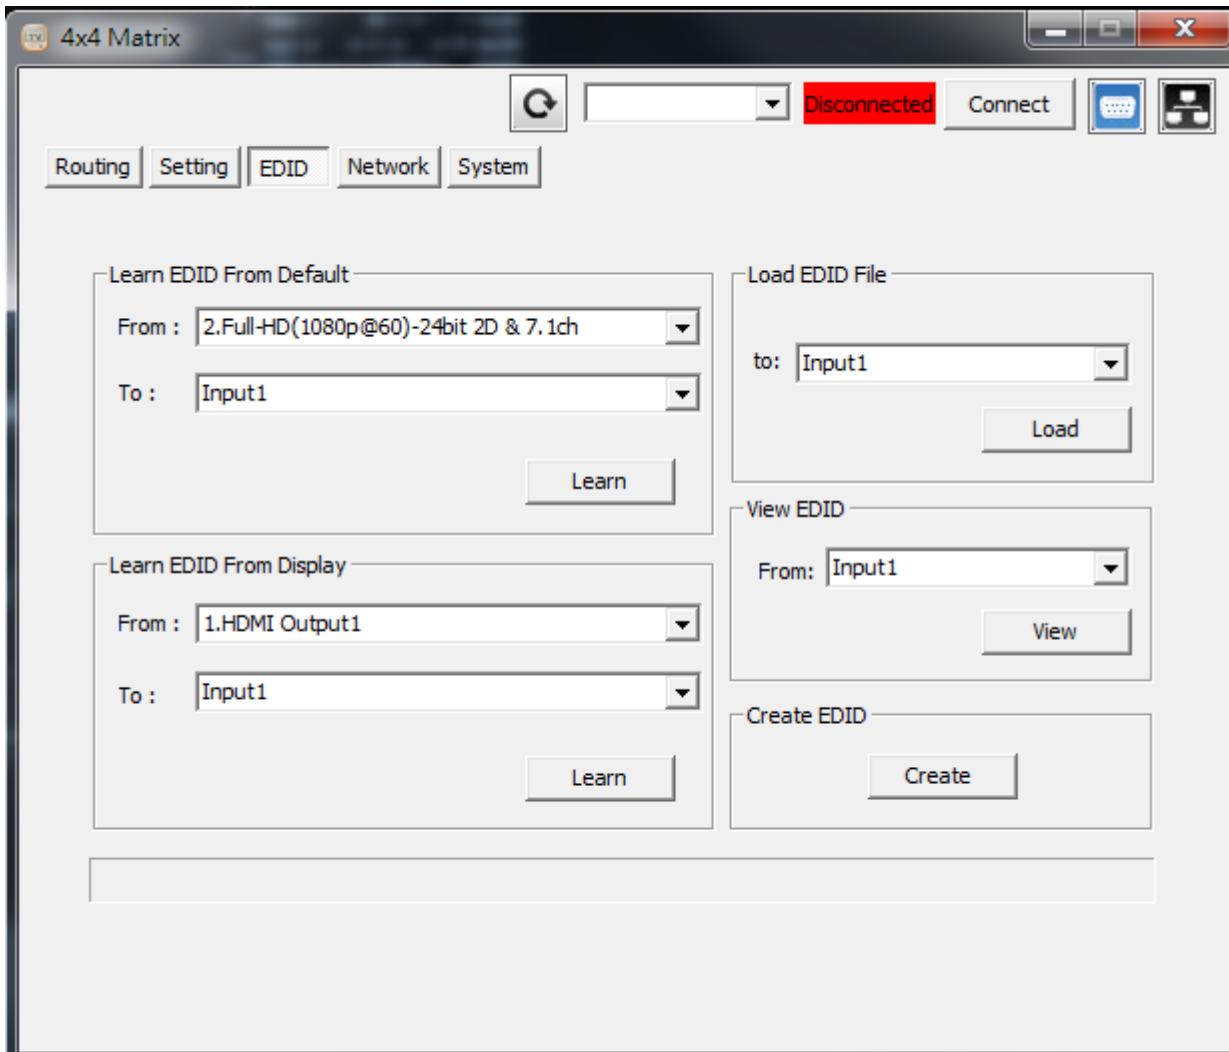 4x4 Matrix
Disconnected Connect
Routing Setting EDID Network System
Learn EDID From Default
From : 2.Full-HD(1080p@60)-24bit 2D & 7.1ch
To : Input1
Learn
Learn EDID From Display
From : 1.HDMI Output1
To : Input1
Learn
Load EDID File
to: Input1
Load
View EDID
From: Input1
View
Create EDID
Create